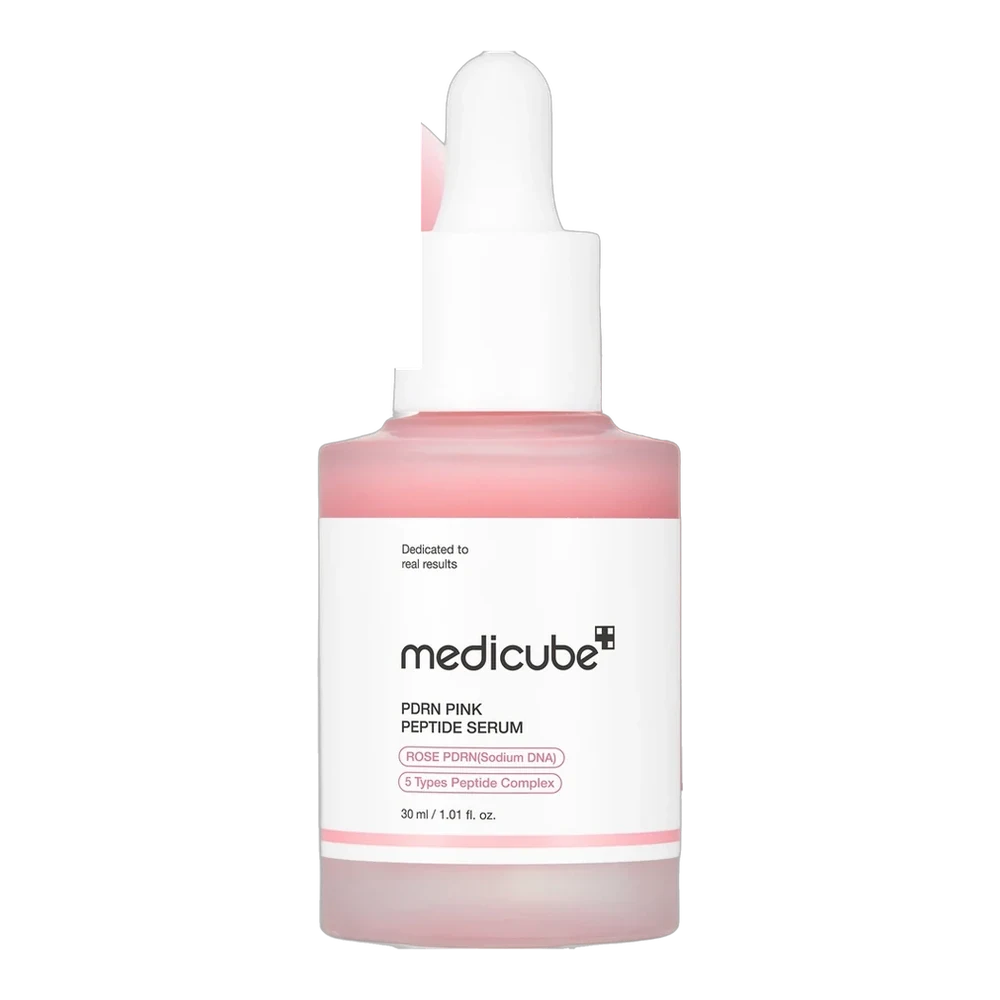 Dedicated to
real results
medicube
PDRN PINK
PEPTIDE SERUM
ROSE PDRN(Sodium DNA)
5 Types Peptide Complex
30 ml / 1.01 fl. oz.